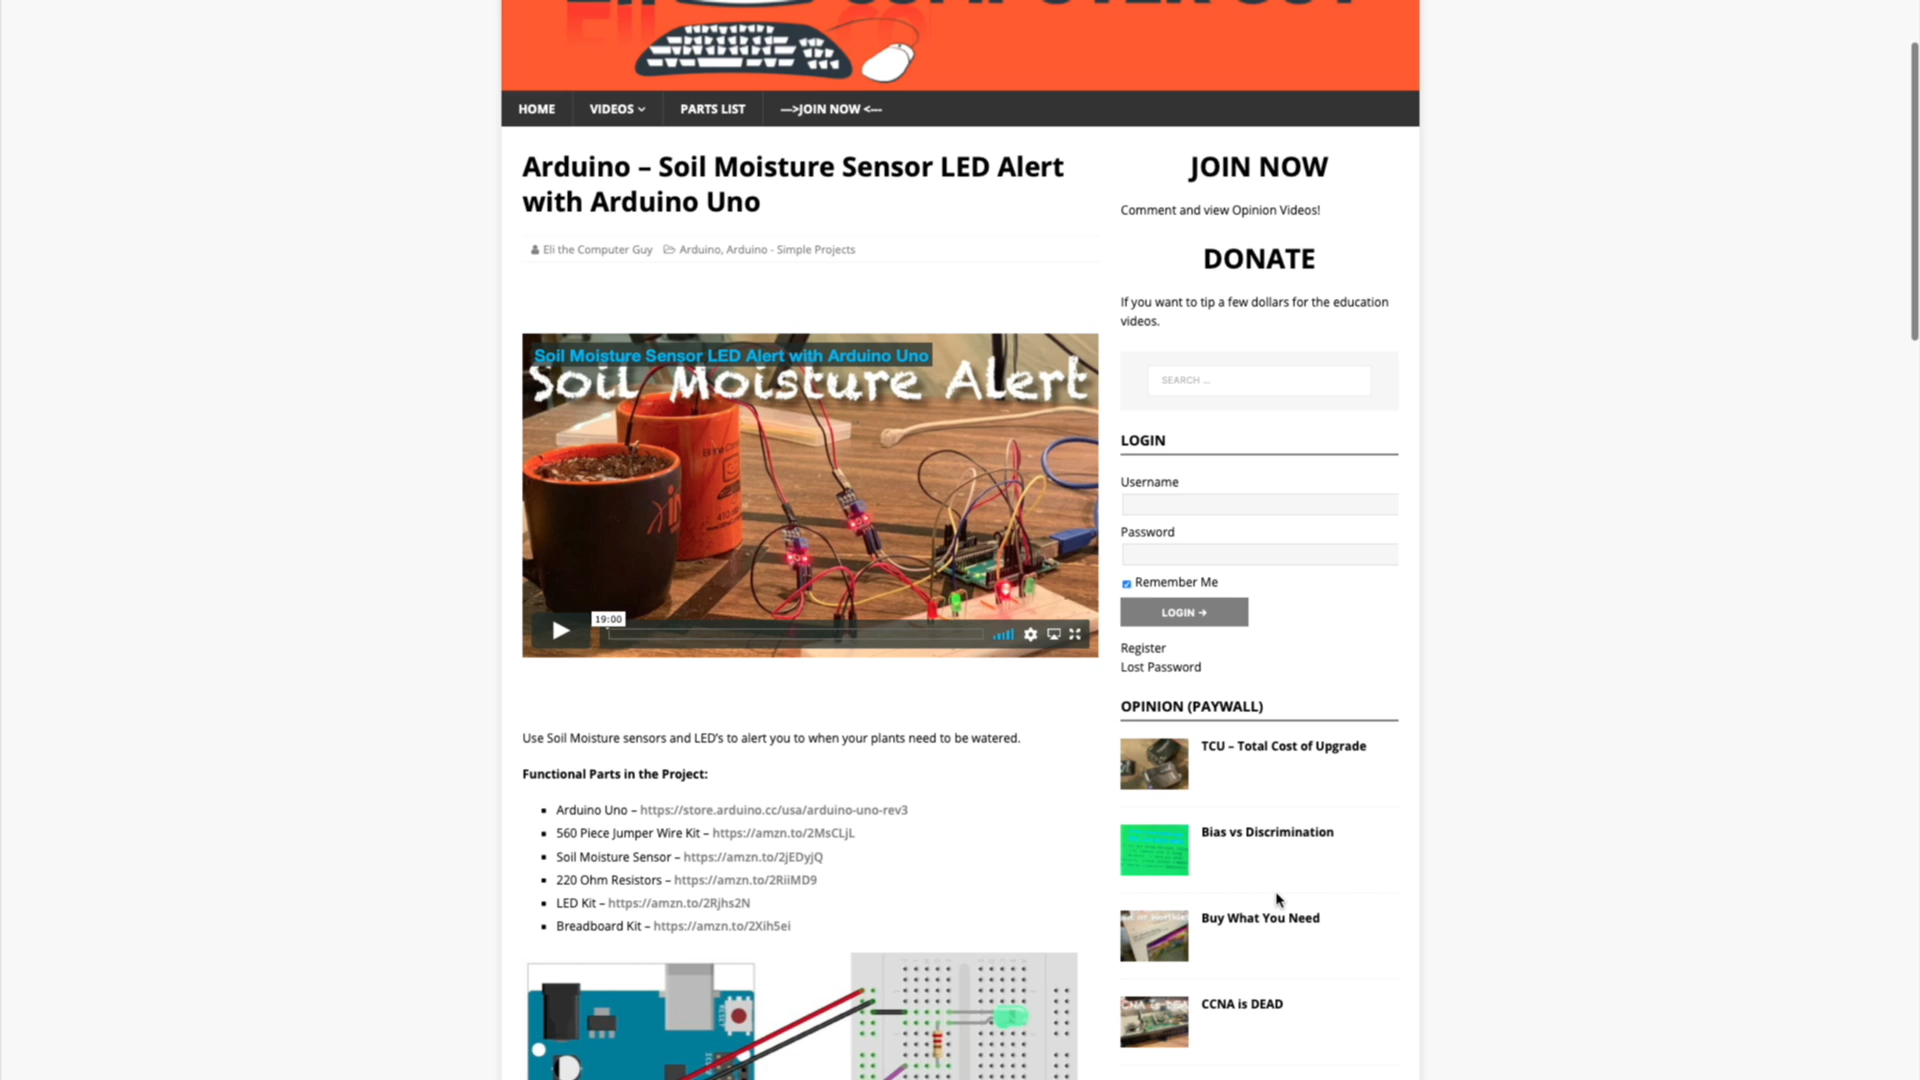 HOME
VIDEOS
PARTS LIST
--->JOIN NOW <---
Arduino – Soil Moisture Sensor LED Alert
with Arduino Uno
Eli the Computer Guy
Arduino, Arduino - Simple Projects
Soil Moisture Sensor LED Alert with Arduino Uno
Soil Moisture Alert
19:00
Use Soil Moisture sensors and LED's to alert you to when your plants need to be watered.
Functional Parts in the Project:
Arduino Uno – https://store.arduino.cc/usa/arduino-uno-rev3
560 Piece Jumper Wire Kit – https://amzn.to/2MsCLjL
Soil Moisture Sensor – https://amzn.to/2jEDyjQ
220 Ohm Resistors – https://amzn.to/2RiiMD9
LED Kit – https://amzn.to/2Rjhs2N
Breadboard Kit – https://amzn.to/2Xih5ei
RESET
JOIN NOW
Comment and view Opinion Videos!
DONATE
If you want to tip a few dollars for the education
videos.
SEARCH ...
LOGIN
Username
Password
Remember Me
LOGIN →
Register
Lost Password
OPINION (PAYWALL)
TCU – Total Cost of Upgrade
Bias vs Discrimination
Buy What You Need
CCNA is DEAD